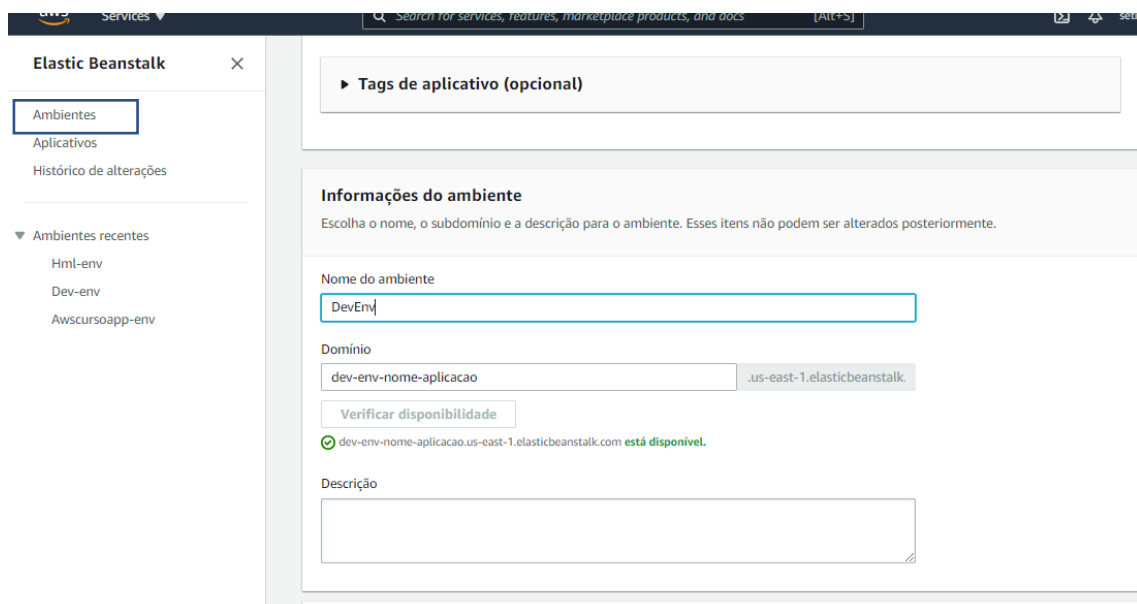 aws
Services ▼
Search for services, features, marketplace products, and docs
[Alt+S]
Elastic Beanstalk
Ambientes
Aplicativos
Histórico de alterações
Ambientes recentes
Hml-env
Dev-env
Awscursoapp-env
Tags de aplicativo (opcional)
Informações do ambiente
Escolha o nome, o subdomínio e a descrição para o ambiente. Esses itens não podem ser alterados posteriormente.
Nome do ambiente
DevEnv
Domínio
dev-env-nome-aplicacao
.us-east-1.elasticbeanstalk.
Verificar disponibilidade
dev-env-nome-aplicacao.us-east-1.elasticbeanstalk.com está disponível.
Descrição